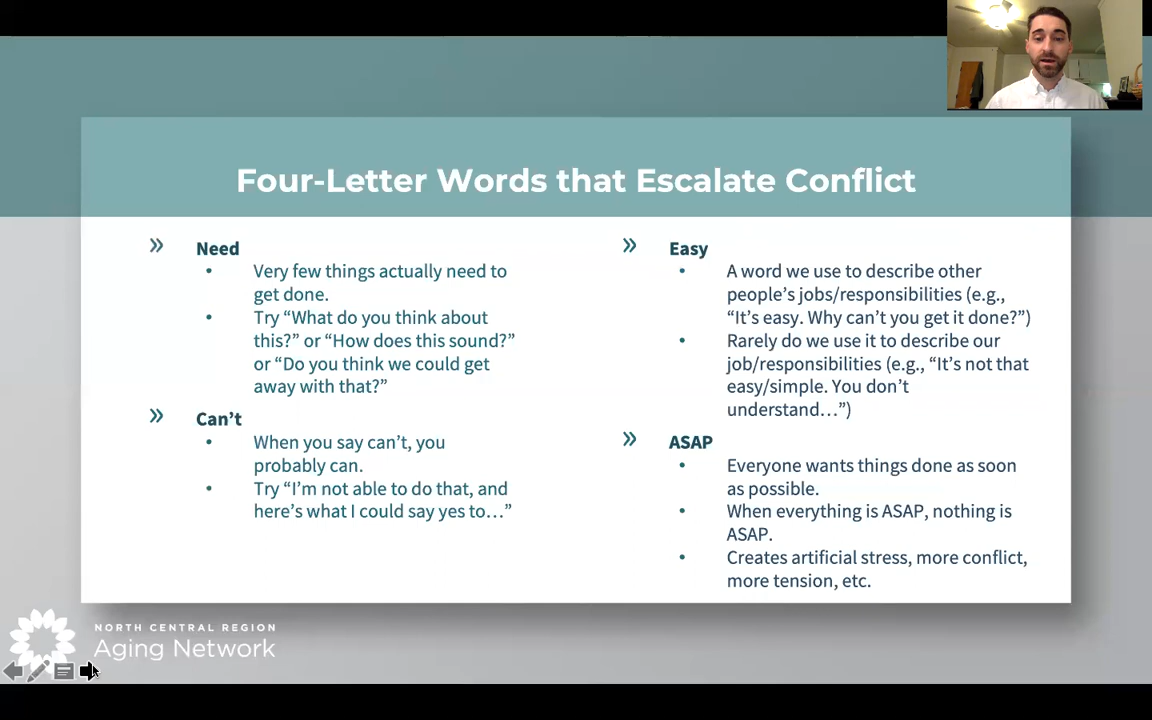 Four-Letter Words that Escalate Conflict
» Need
• Very few things actually need to
get done.
• Try “What do you think about
this?” or “How does this sound?”
or “Do you think we could get
away with that?”
» Can’t
• When you say can’t, you
probably can.
• Try “I’m not able to do that, and
here’s what I could say yes to…”
» Easy
• A word we use to describe other
people’s jobs/responsibilities (e.g.,
“It’s easy. Why can’t you get it done?”)
• Rarely do we use it to describe our
job/responsibilities (e.g., “It’s not that
easy/simple. You don’t
understand…”)
» ASAP
• Everyone wants things done as soon
as possible.
• When everything is ASAP, nothing is
ASAP.
• Creates artificial stress, more conflict,
more tension, etc.
NORTH CENTRAL REGION
Aging Network